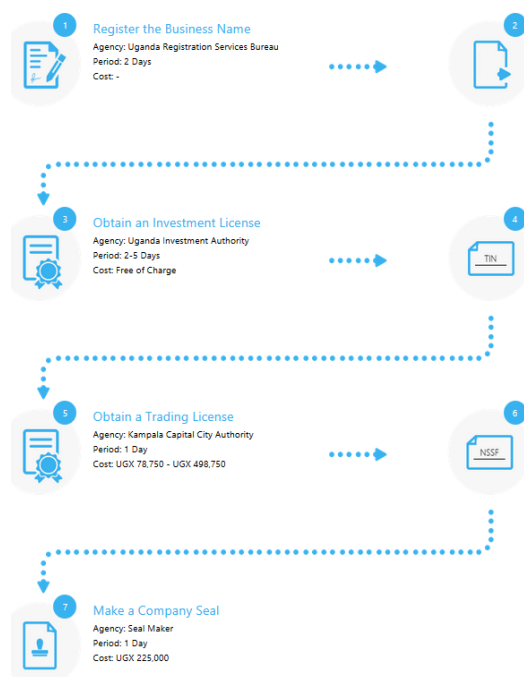 1
Register the Business Name
Agency: Uganda Registration Services Bureau
Period: 2 Days
Cost: -
2
3
Obtain an Investment License
Agency: Uganda Investment Authority
Period: 2-5 Days
Cost: Free of Charge
4
TIN
5
Obtain a Trading License
Agency: Kampala Capital City Authority
Period: 1 Day
Cost: UGX 78,750 - UGX 498,750
6
NSSF
7
Make a Company Seal
Agency: Seal Maker
Period: 1 Day
Cost: UGX 225,000